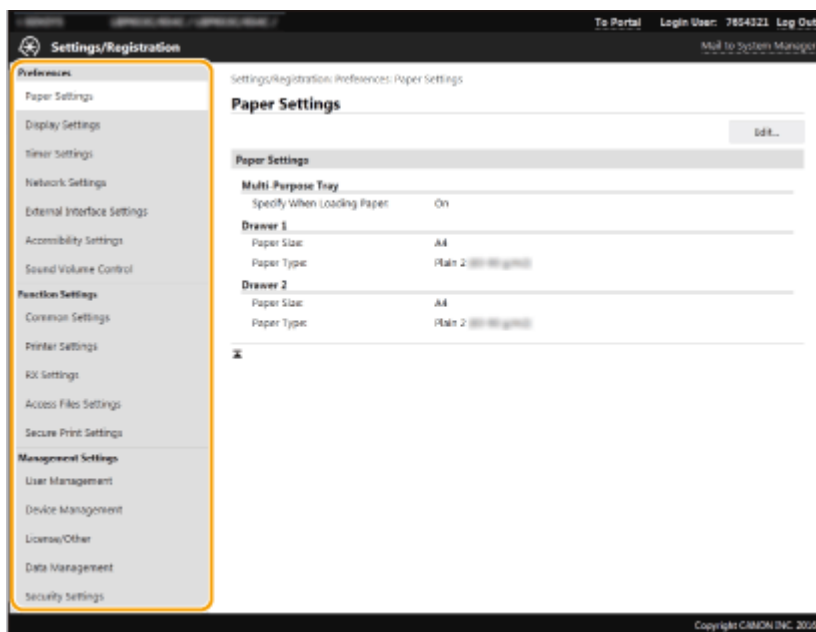 To Portal Login User: 7654321 Log Out
Settings/Registration
Mail to System Manager
Preferences
Paper Settings
Display Settings
Timer Settings
Network Settings
External Interface Settings
Accessibility Settings
Sound Volume Control
Function Settings
Common Settings
Printer Settings
RX Settings
Access Files Settings
Secure Print Settings
Management Settings
User Management
Device Management
License/Other
Data Management
Security Settings
Settings/Registration: Preferences: Paper Settings
Paper Settings
Edit...
Paper Settings
Multi-Purpose Tray
Specify When Loading Paper: On
Drawer 1
Paper Size: A4
Paper Type: Plain 2
Drawer 2
Paper Size: A4
Paper Type: Plain 2
Copyright CANON INC. 2016